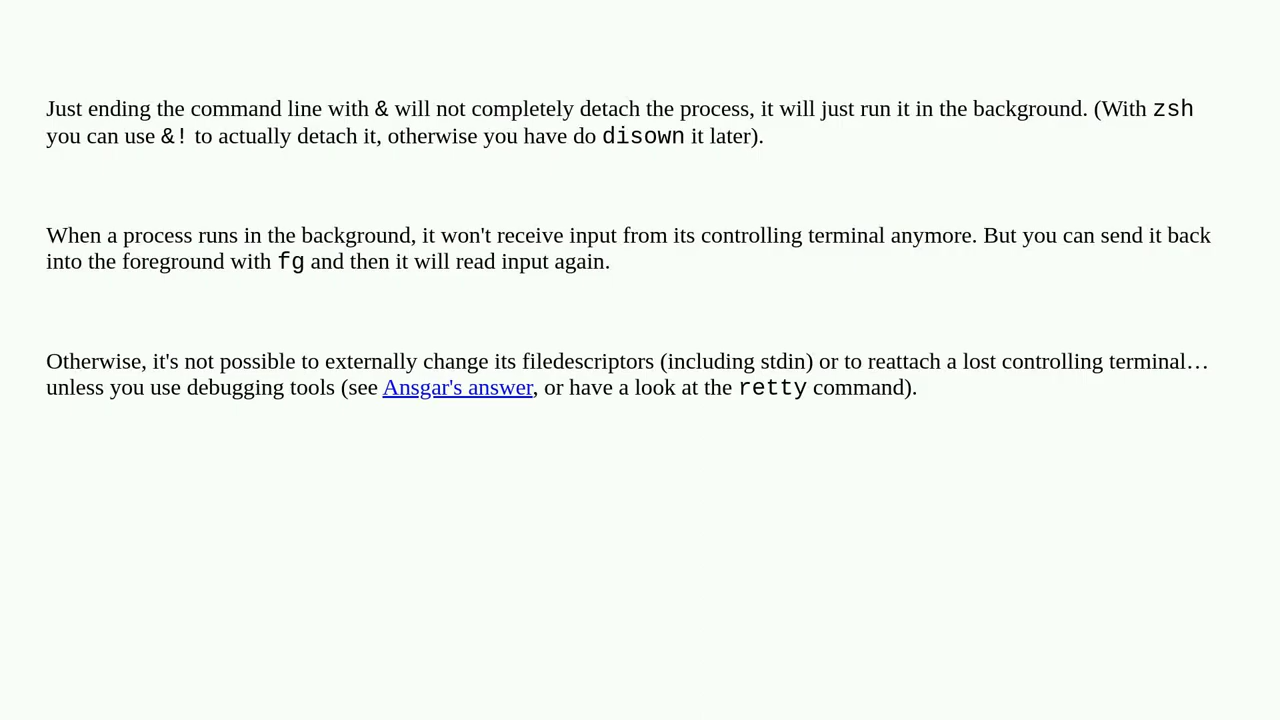 Just ending the command line with & will not completely detach the process, it will just run it in the background. (With zsh
you can use &! to actually detach it, otherwise you have do disown it later).
When a process runs in the background, it won't receive input from its controlling terminal anymore. But you can send it back
into the foreground with fg and then it will read input again.
Otherwise, it's not possible to externally change its filedescriptors (including stdin) or to reattach a lost controlling terminal…
unless you use debugging tools (see Ansgar's answer, or have a look at the retty command).